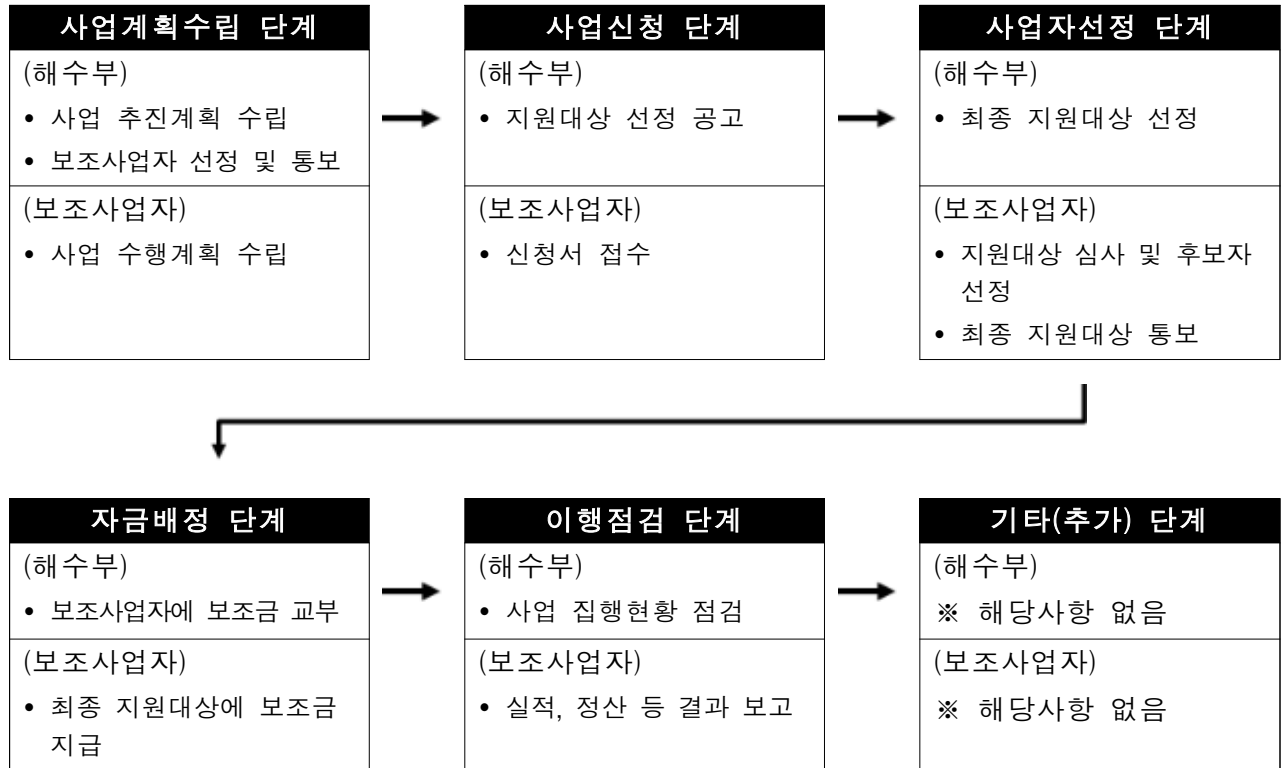 사업계획수립 단계
(해수부)
• 사업 추진계획 수립
• 보조사업자 선정 및 통보
(보조사업자)
• 사업 수행계획 수립
사업신청 단계
(해수부)
• 지원대상 선정 공고
(보조사업자)
• 신청서 접수
사업자선정 단계
(해수부)
• 최종 지원대상 선정
(보조사업자)
• 지원대상 심사 및 후보자
선정
• 최종 지원대상 통보
자금배정 단계
(해수부)
• 보조사업자에 보조금 교부
(보조사업자)
• 최종 지원대상에 보조금
지급
이행점검 단계
(해수부)
• 사업 집행현황 점검
(보조사업자)
• 실적, 정산 등 결과 보고
기타(추가) 단계
(해수부)
※ 해당사항 없음
(보조사업자)
※ 해당사항 없음